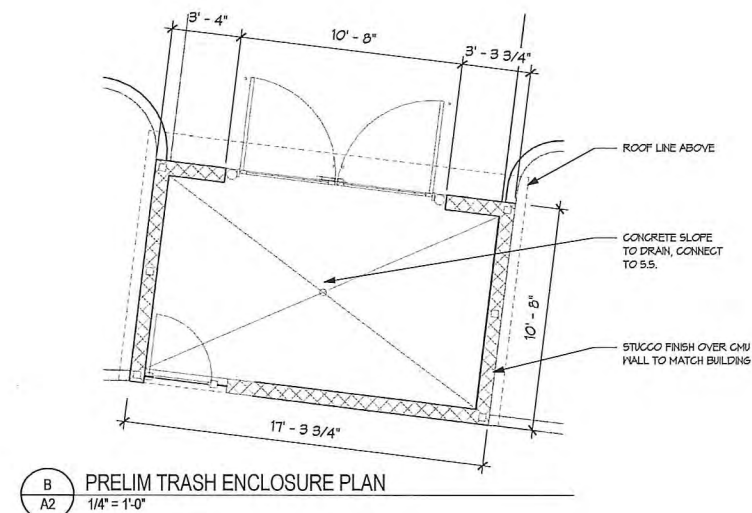 3' - 4"
10' - 8"
3' - 3 3/4"
ROOF LINE ABOVE
CONCRETE SLOPE
TO DRAIN, CONNECT
TO S.S.
10' - 8"
STUCCO FINISH OVER CMU
WALL TO MATCH BUILDING
17' - 3 3/4"
B
A2
PRELIM TRASH ENCLOSURE PLAN
1/4" = 1'-0"